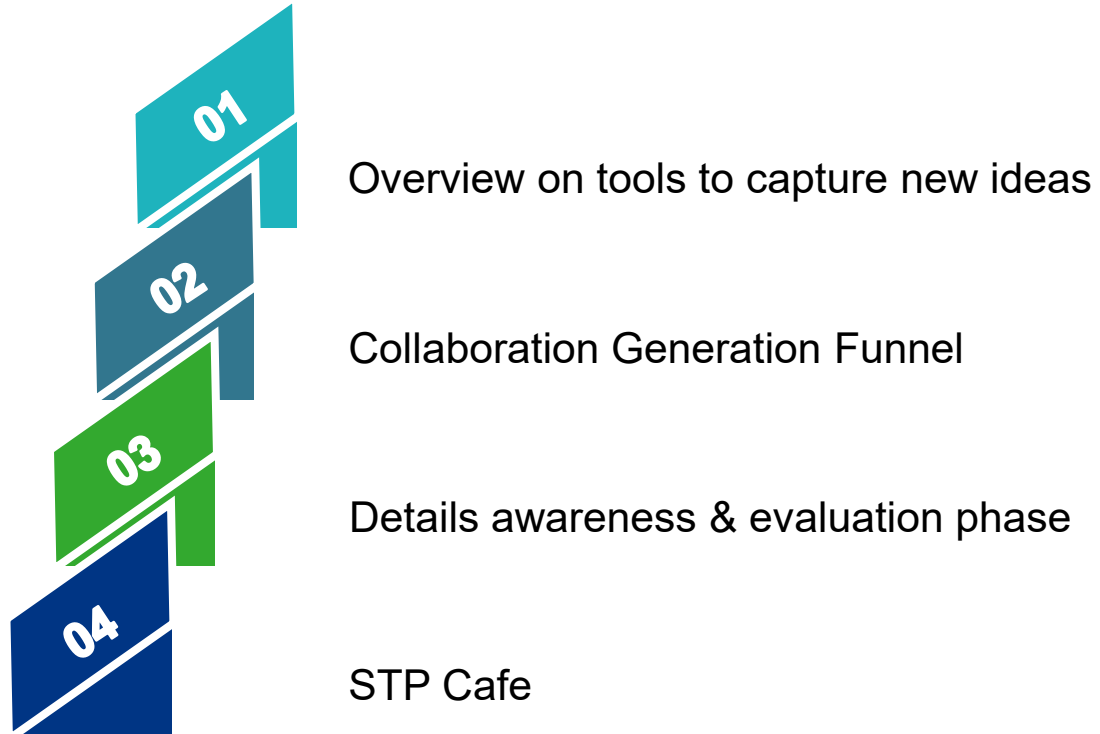 01
Overview on tools to capture new ideas
02
Collaboration Generation Funnel
03
Details awareness & evaluation phase
04
STP Cafe